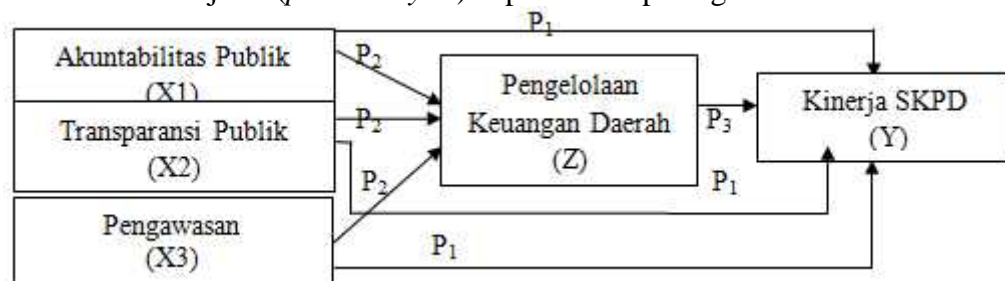 P₁
Akuntabilitas Publik
(X1)
P₂
Transparansi Publik
(X2)
P₂
Pengawasan
(X3)
P₂
P₁
Pengelolaan
Keuangan Daerah
(Z)
P₃
P₁
Kinerja SKPD
(Y)